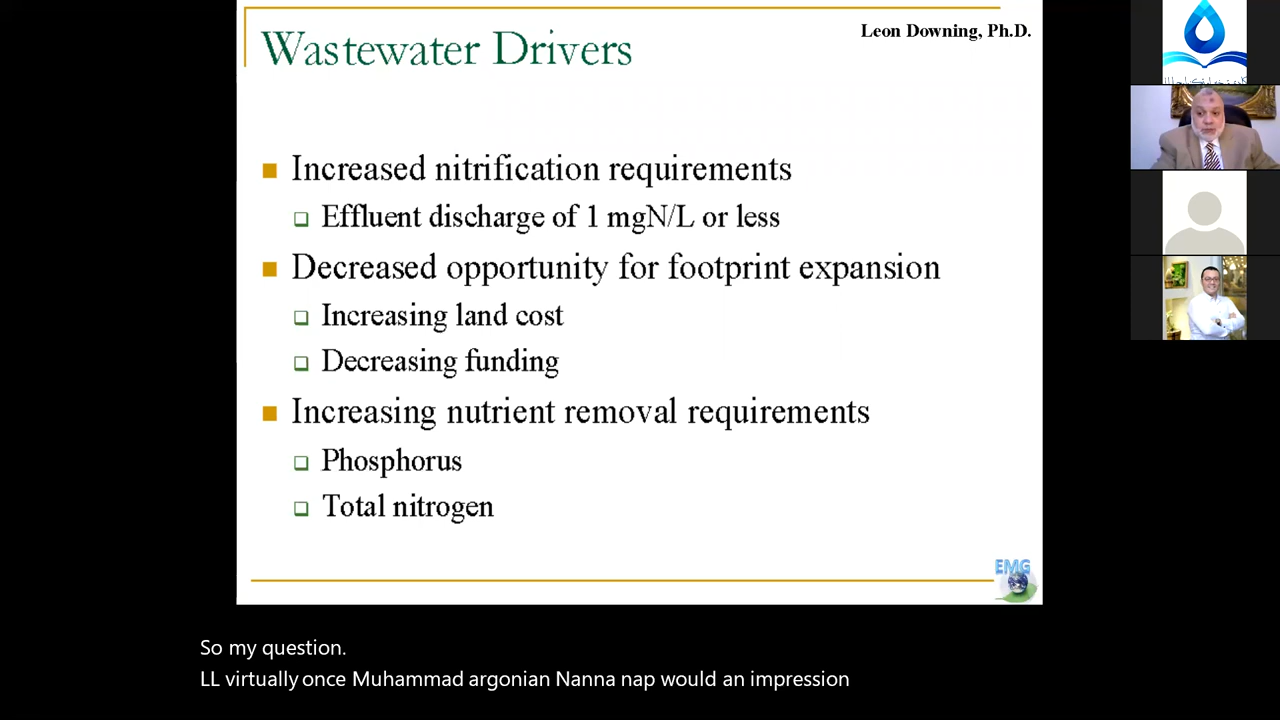 Leon Downing, Ph.D.
Wastewater Drivers
Increased nitrification requirements
Effluent discharge of 1 mgN/L or less
Decreased opportunity for footprint expansion
Increasing land cost
Decreasing funding
Increasing nutrient removal requirements
Phosphorus
Total nitrogen
EMG
So my question.
LL virtually once Muhammad argonian Nanna nap would an impression